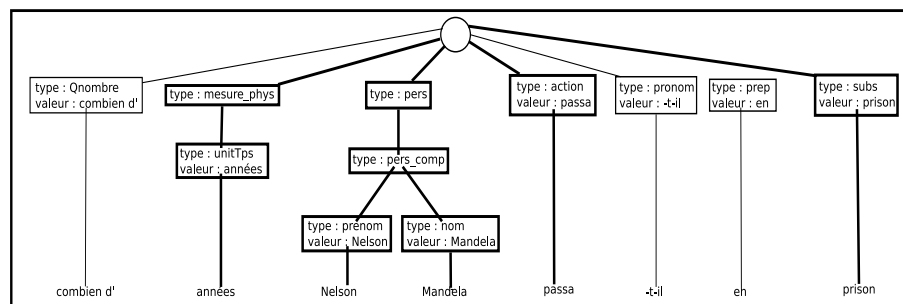 type : Qnombre
valeur : combien d'
type : mesure_phys
type : pers
type : action
valeur : passa
type : pronom
valeur : -t-il
type : prep
valeur : en
type : subs
valeur : prison
type : unitTps
valeur : années
type : pers_comp
type : prénom
valeur : Nelson
type : nom
valeur : Mandela
combien d'
années
Nelson
Mandela
passa
-t-il
en
prison